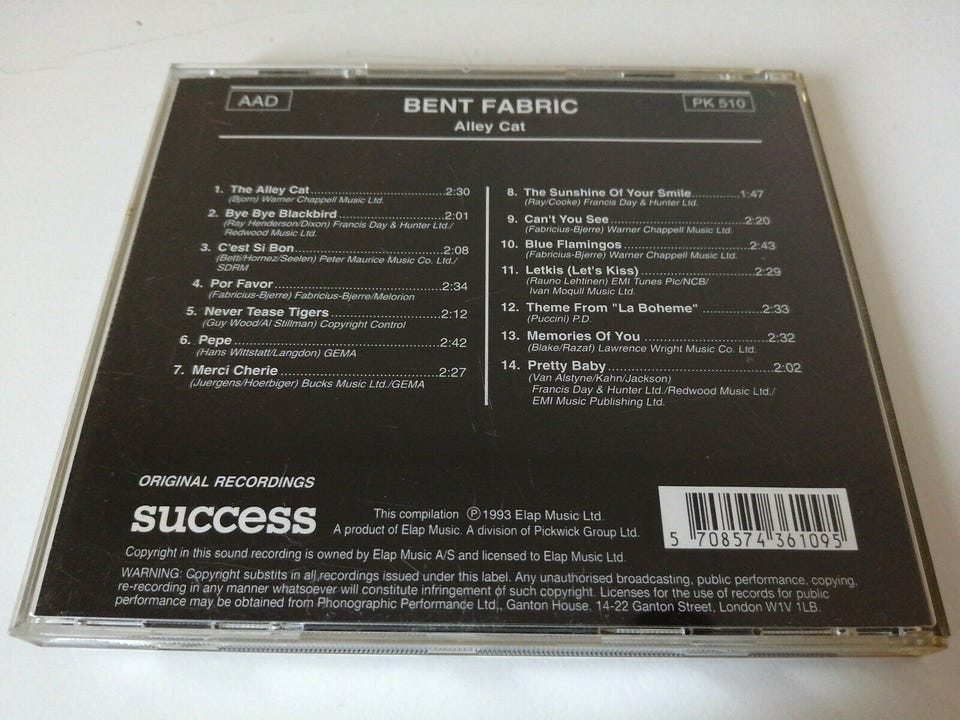 AAD
BENT FABRIC
PK 510
Alley Cat
1. The Alley Cat 2:30
(Bjorn) Warner Chappell Music Ltd.
2. Bye Bye Blackbird 2:01
(Ray Henderson/Dixon) Francis Day & Hunter Ltd./
Redwood Music Ltd.
3. C'est Si Bon 2:08
(Betti/Hornez/Seelen) Peter Maurice Music Co. Ltd./
SDRM
4. Por Favor 2:34
(Fabricius-Bjerre) Fabricius-Bjerre/Melorion
5. Never Tease Tigers 2:12
(Guy Wood/Al Stillman) Copyright Control
6. Pepe 2:42
(Hans Wittstatt/Langdon) GEMA
7. Merci Cherie 2:27
(Juergens/Hoerbiger) Bucks Music Ltd./GEMA
8. The Sunshine Of Your Smile 1:47
(Ray/Cooke) Francis Day & Hunter Ltd.
9. Can't You See 2:20
(Fabricius-Bjerre) Warner Chappell Music Ltd.
10. Blue Flamingos 2:43
(Fabricius-Bjerre) Warner Chappell Music Ltd.
11. Letkis (Let's Kiss) 2:29
(Rauno Lehtinen) EMI Tunes Plc/NCB/
Ivan Moqull Music Ltd.
12. Theme From "La Boheme" 2:33
(Puccini) P.D.
13. Memories Of You 2:32
(Blake/Razaf) Lawrence Wright Music Co. Ltd.
14. Pretty Baby 2:02
(Van Alstyne/Kahn/Jackson)
Francis Day & Hunter Ltd./Redwood Music Ltd./
EMI Music Publishing Ltd.
ORIGINAL RECORDINGS
success
This compilation ℗ 1993 Elap Music Ltd.
A product of Elap Music. A division of Pickwick Group Ltd.
5 708574 361095
Copyright in this sound recording is owned by Elap Music A/S and licensed to Elap Music Ltd.
WARNING: Copyright substits in all recordings issued under this label. Any unauthorised broadcasting, public performance, copying,
re-recording in any manner whatsoever will constitute infringement of such copyright. Licenses for the use of records for public
performance may be obtained from Phonographic Performance Ltd., Ganton House, 14-22 Ganton Street, London W1V 1LB.